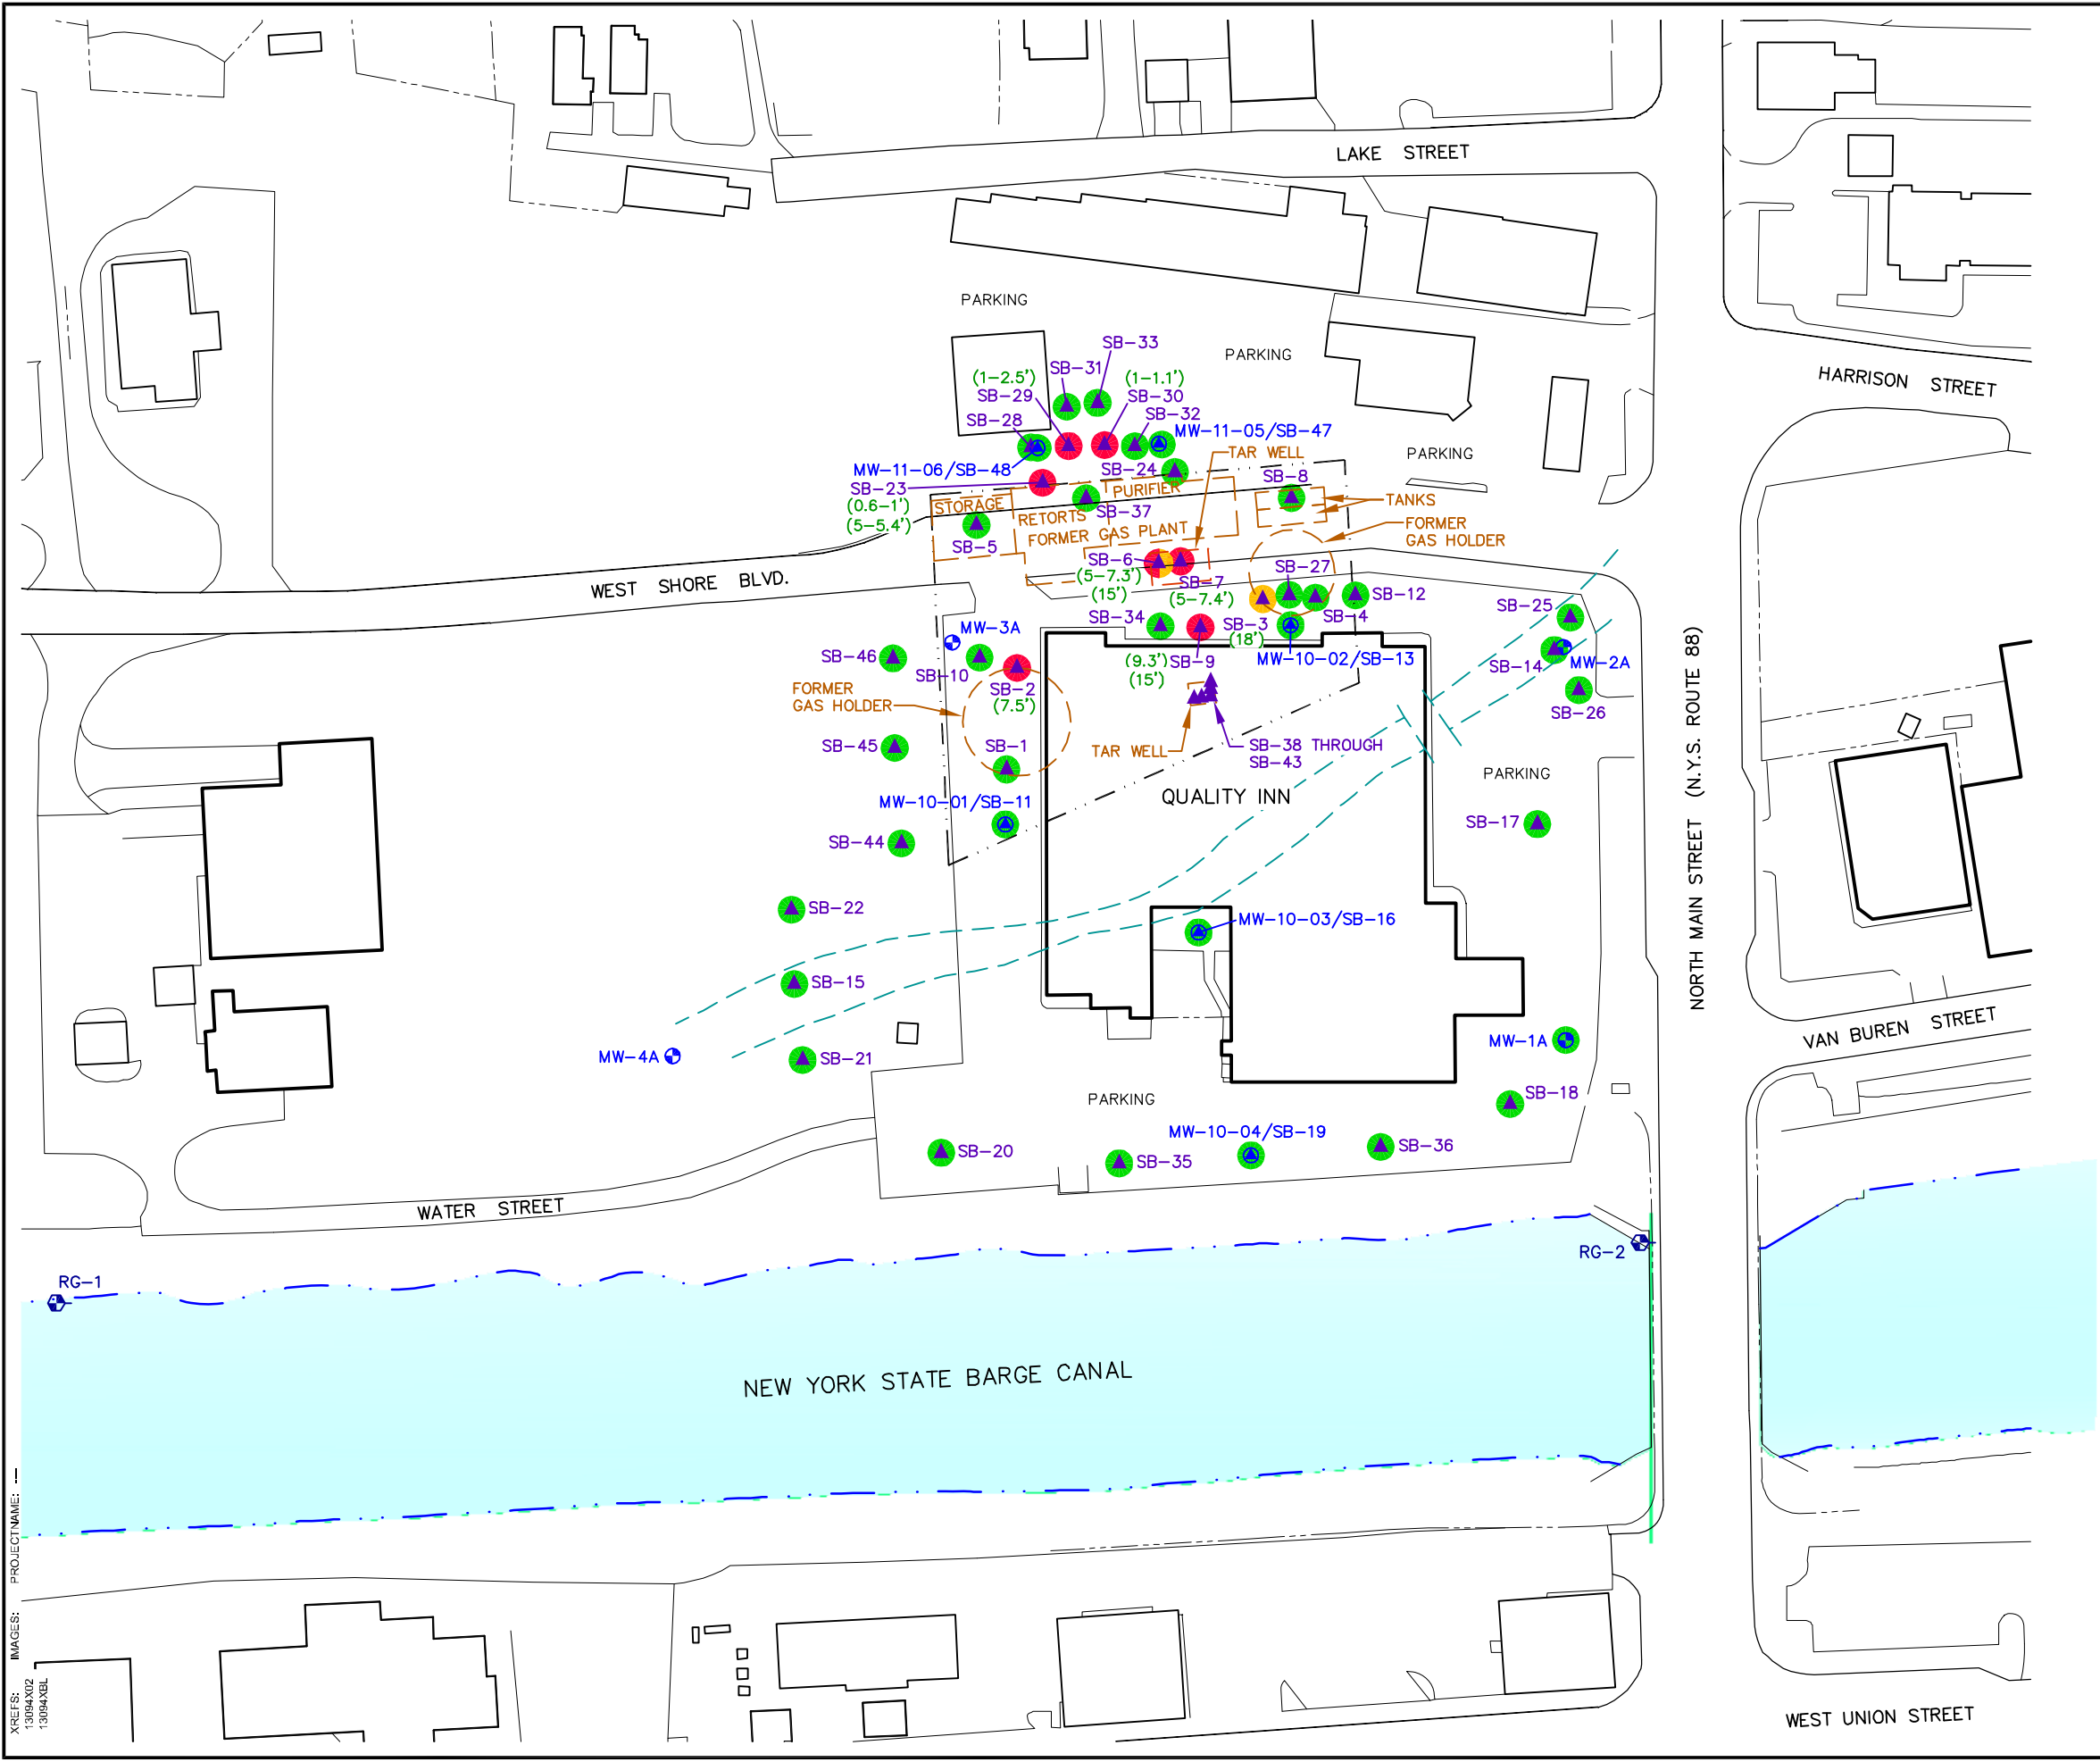 LAKE STREET
PARKING
SB-33
PARKING
SB-31
(1-2.5')
(1-1.1')
SB-29
SB-30
HARRISON STREET
SB-28
SB-32
MW-11-05/SB-47
TAR WELL
PARKING
MW-11-06/SB-48
SB-24
SB-8
SB-23
PURIFIER
TANKS
(0.6-1')
STORAGE
(5-5.4')
RETORTS
SB-37
FORMER
GAS HOLDER
FORMER GAS PLANT
SB-5
SB-6
SB-27
(5-7.3')
SB-7
WEST SHORE BLVD.
(15')
(5-7.4')
SB-12
SB-25
SB-34
SB-3
SB-4
(18')
MW-3A
SB-46
(9.3')
SB-9
MW-10-02/SB-13
SB-14
MW-2A
SB-10
(15')
SB-2
(7.5')
FORMER
GAS HOLDER
SB-26
SB-45
SB-1
TAR WELL
SB-38 THROUGH
SB-43
PARKING
QUALITY INN
MW-10-01/SB-11
SB-17
SB-44
NORTH MAIN STREET (N.Y.S. ROUTE 88)
SB-22
MW-10-03/SB-16
SB-15
VAN BUREN STREET
MW-1A
MW-4A
SB-21
PARKING
SB-18
MW-10-04/SB-19
SB-20
SB-35
SB-36
WATER STREET
RG-2
RG-1
NEW YORK STATE BARGE CANAL
WEST UNION STREET
XREFS: IMAGES: PROJECTNAME: ---
13094X02
13094XBL